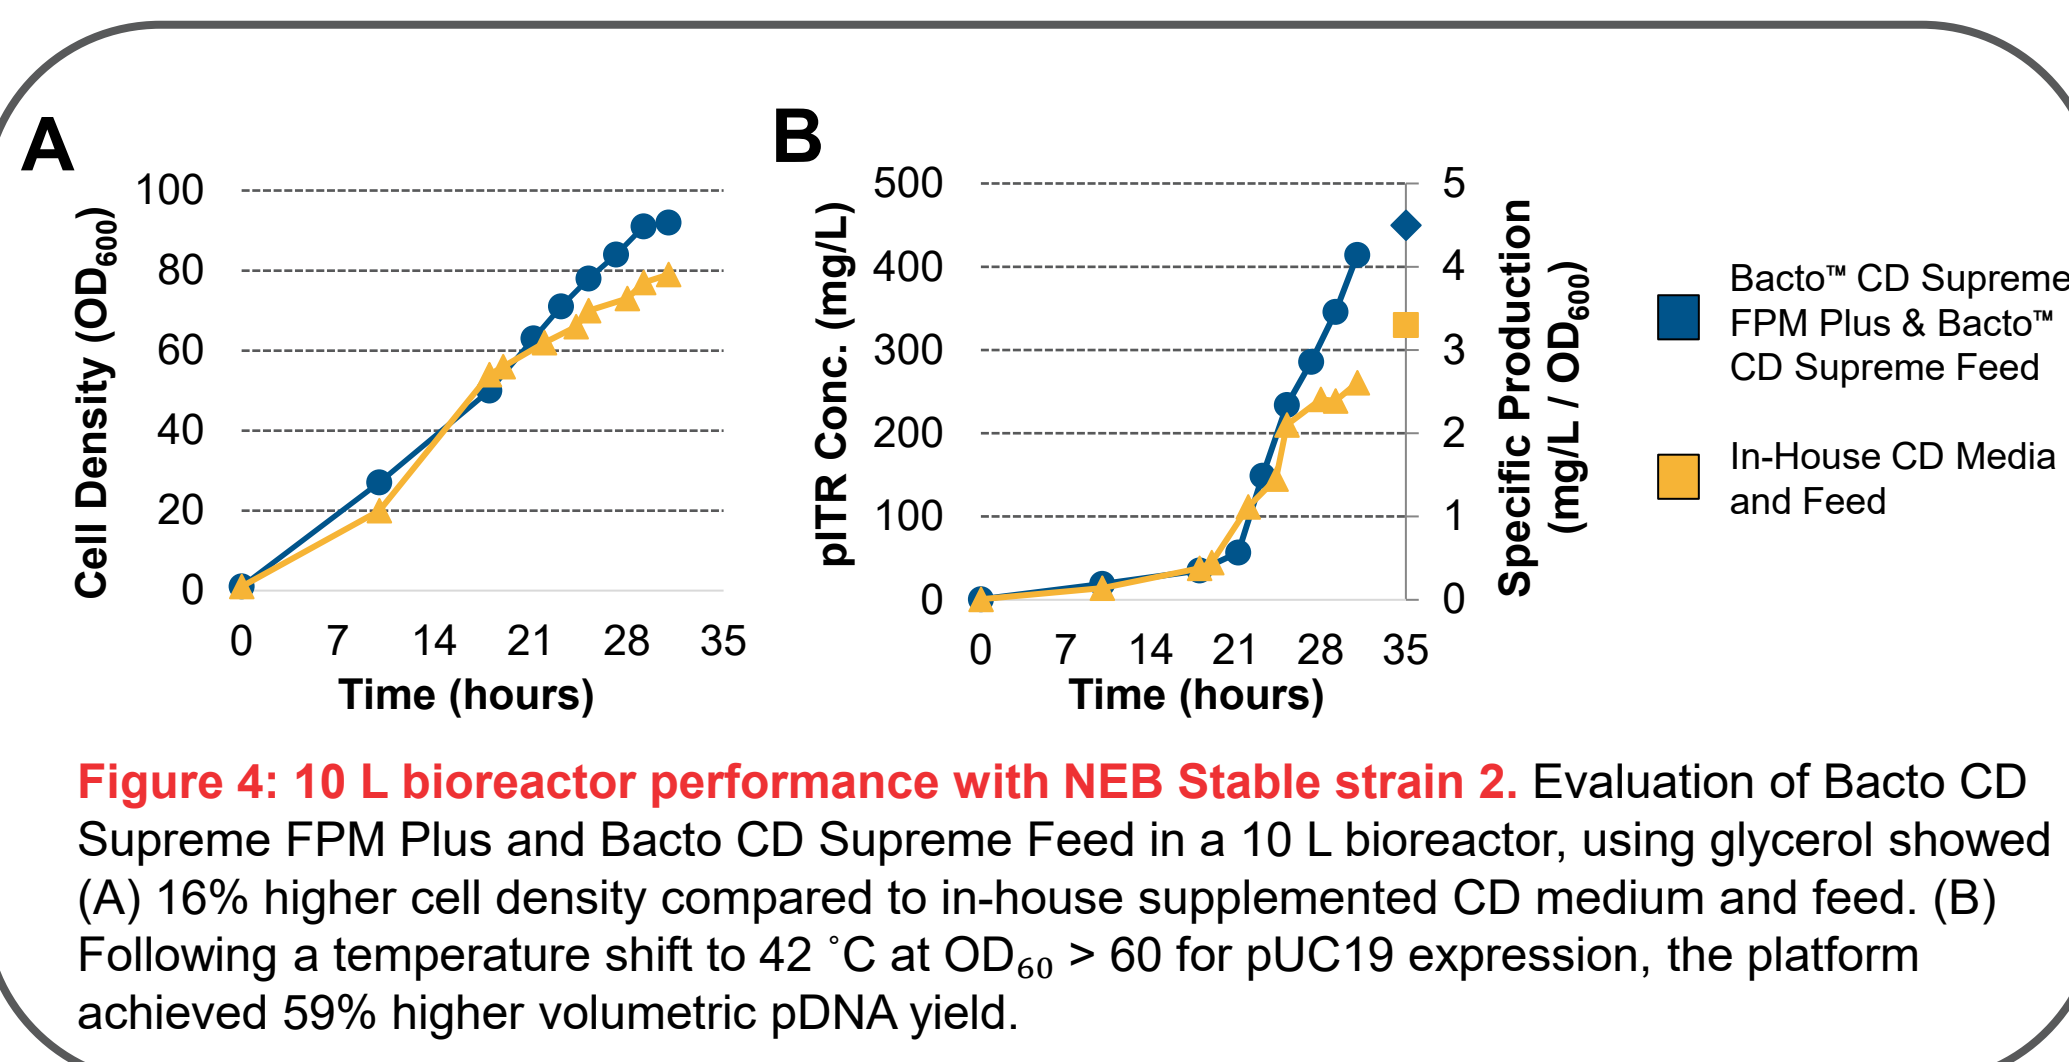 A
Cell Density (OD600)
100
80
60
40
20
0
0 7 14 21 28 35
Time (hours)
B
pITR Conc. (mg/L)
500
400
300
200
100
0
0 7 14 21 28 35
Time (hours)
5
4
3
2
1
0
Specific Production
(mg/L / OD600)
Bacto™ CD Supreme
FPM Plus & Bacto™
CD Supreme Feed
In-House CD Media
and Feed
Figure 4: 10 L bioreactor performance with NEB Stable strain 2. Evaluation of Bacto CD
Supreme FPM Plus and Bacto CD Supreme Feed in a 10 L bioreactor, using glycerol showed
(A) 16% higher cell density compared to in-house supplemented CD medium and feed. (B)
Following a temperature shift to 42 ˚C at OD₆₀ > 60 for pUC19 expression, the platform
achieved 59% higher volumetric pDNA yield.